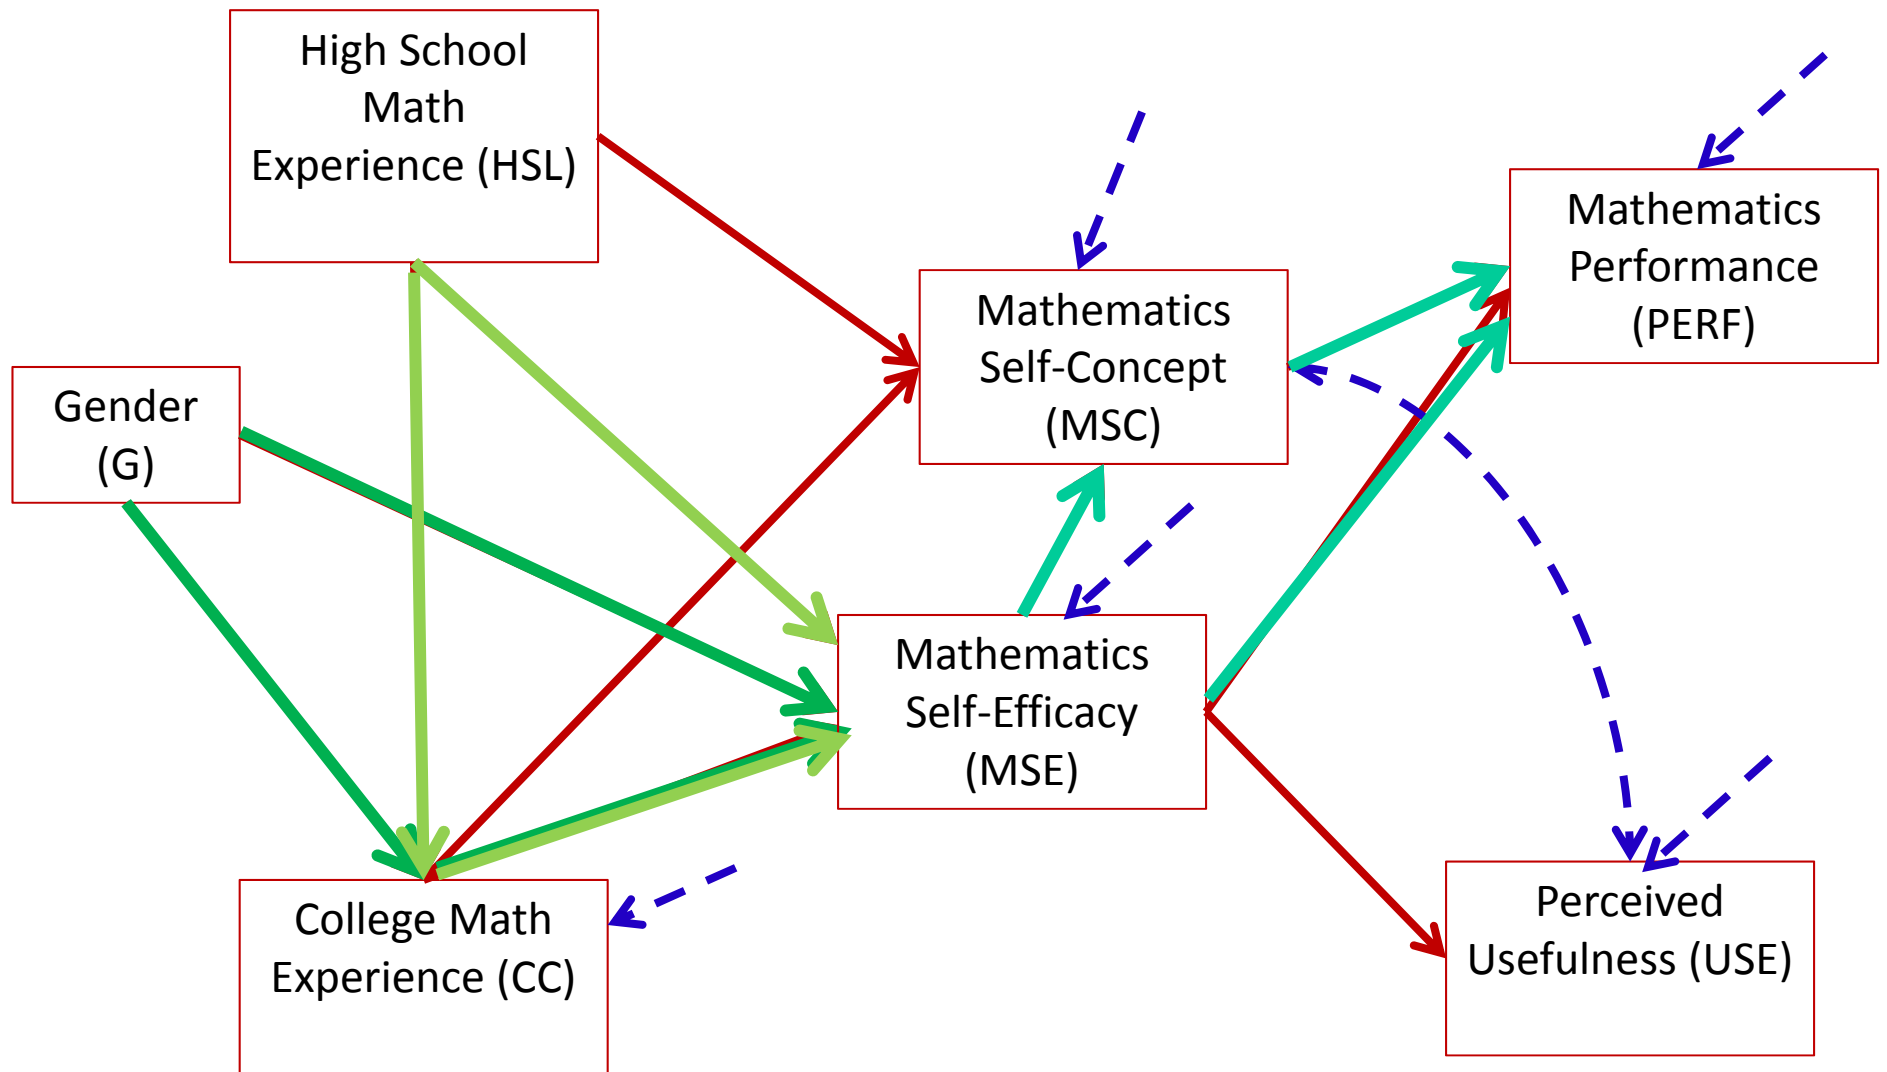 High School
Math
Experience (HSL)
Gender
(G)
College Math
Experience (CC)
Mathematics
Self-Concept
(MSC)
Mathematics
Self-Efficacy
(MSE)
Mathematics
Performance
(PERF)
Perceived
Usefulness (USE)